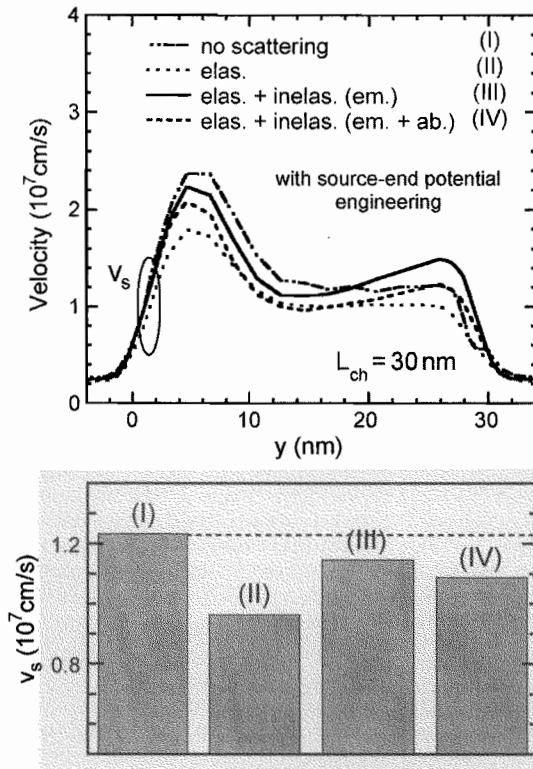 4
no scattering (I)
elas. (II)
elas. + inelas. (em.) (III)
elas. + inelas. (em. + ab.) (IV)
3
with source-end potential
engineering
2
Velocity (10⁷cm/s)
Vₛ
1
L_ch = 30 nm
0
0 10 20 30
y (nm)
(I)
1.2
(III)
(IV)
(II)
vₛ (10⁷cm/s)
0.8